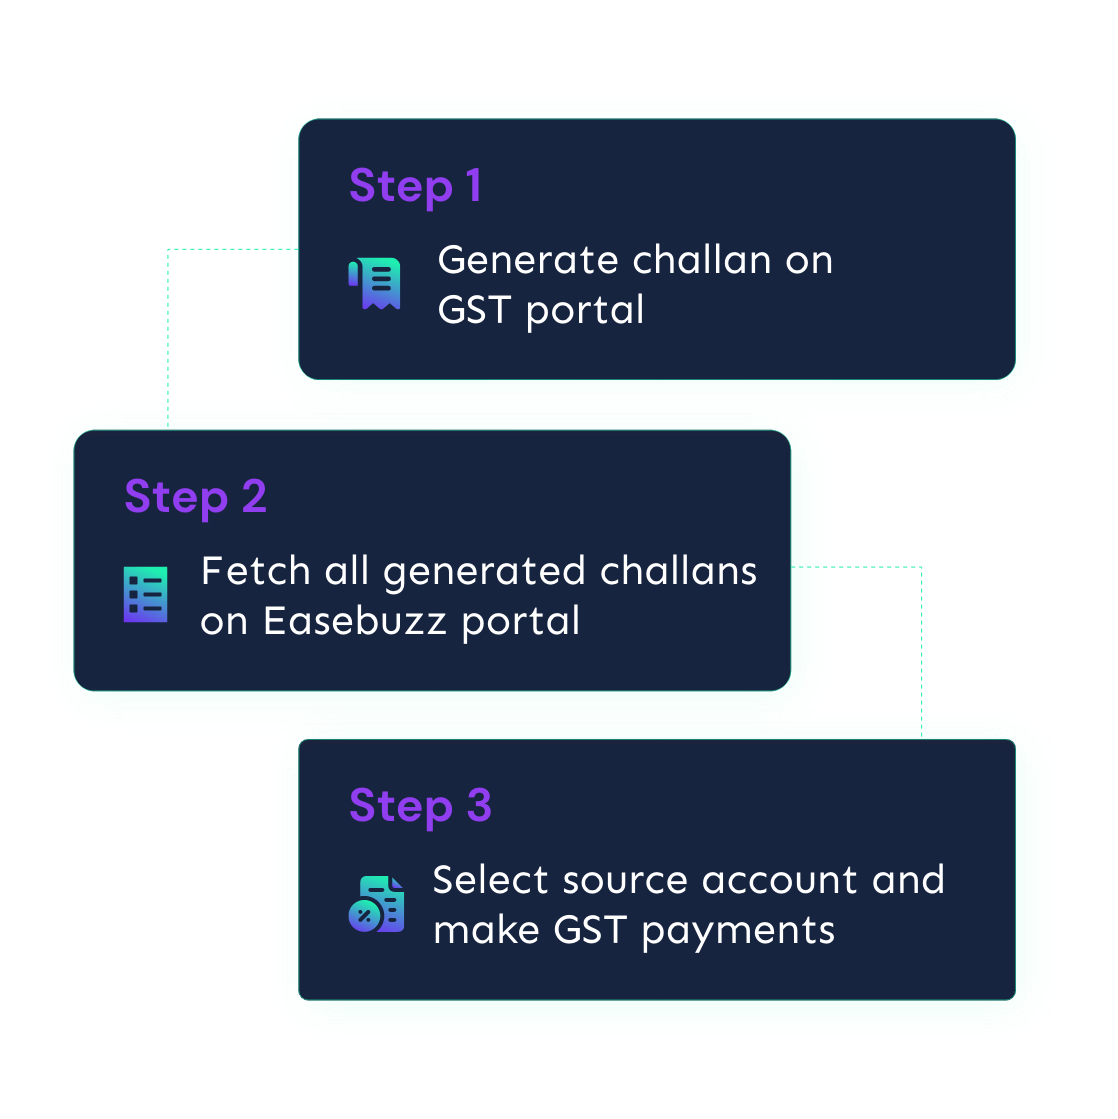 Step 1
Generate challan on
GST portal
Step 2
Fetch all generated challans
on Easebuzz portal
Step 3
Select source account and
make GST payments